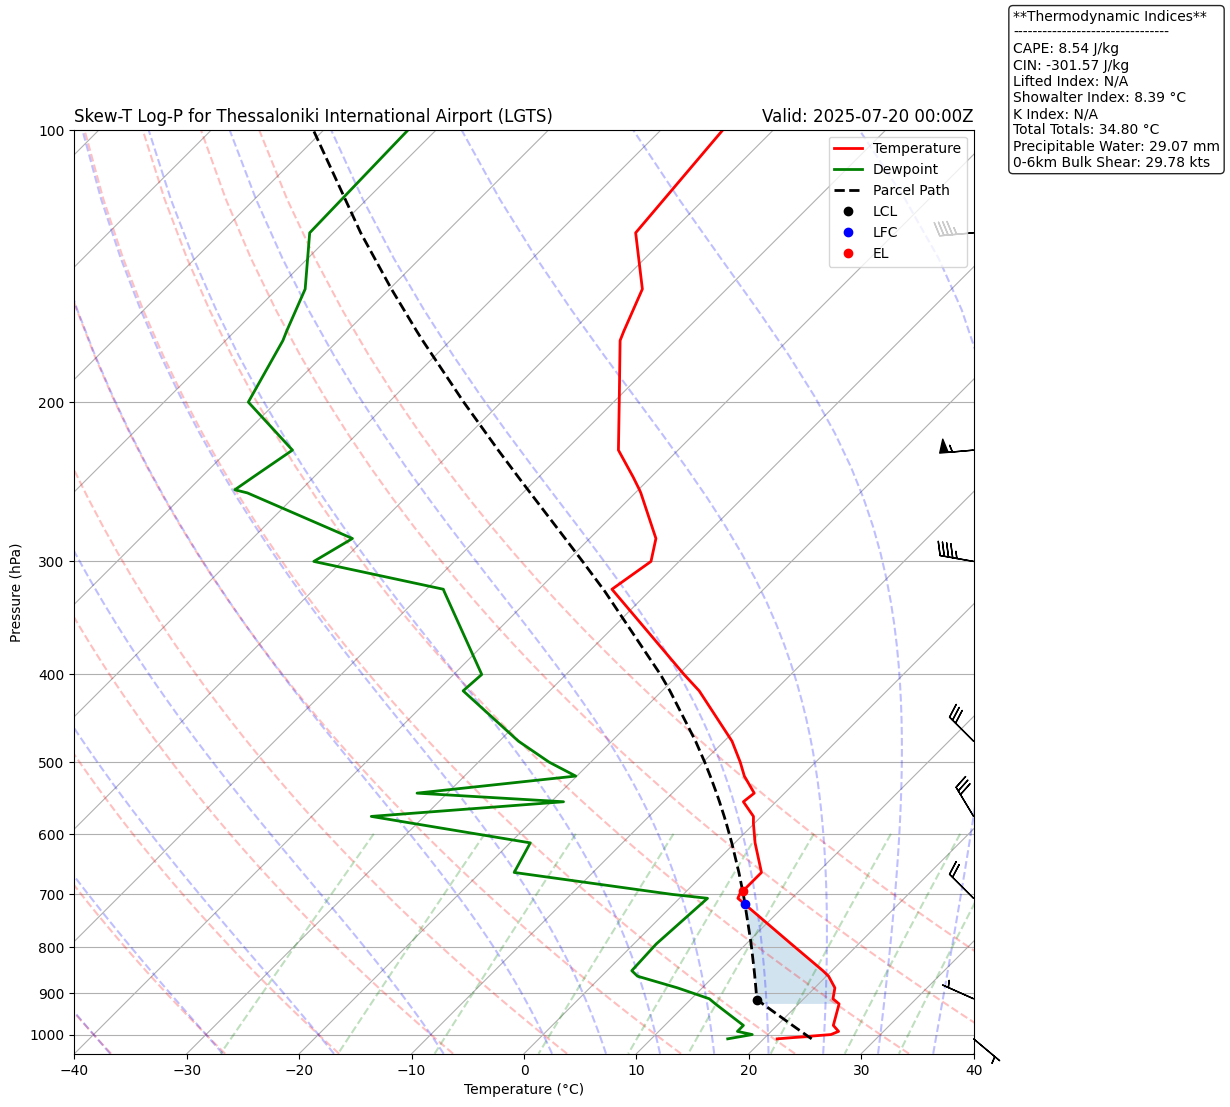 **Thermodynamic Indices**
--------------------------------
CAPE: 8.54 J/kg
CIN: -301.57 J/kg
Lifted Index: N/A
Showalter Index: 8.39 °C
K Index: N/A
Total Totals: 34.80 °C
Precipitable Water: 29.07 mm
0-6km Bulk Shear: 29.78 kts
Skew-T Log-P for Thessaloniki International Airport (LGTS)
Valid: 2025-07-20 00:00Z
Temperature
Dewpoint
Parcel Path
LCL
LFC
EL
100
200
300
400
500
600
700
800
900
1000
Pressure (hPa)
−40
−30
−20
−10
0
10
20
30
40
Temperature (°C)